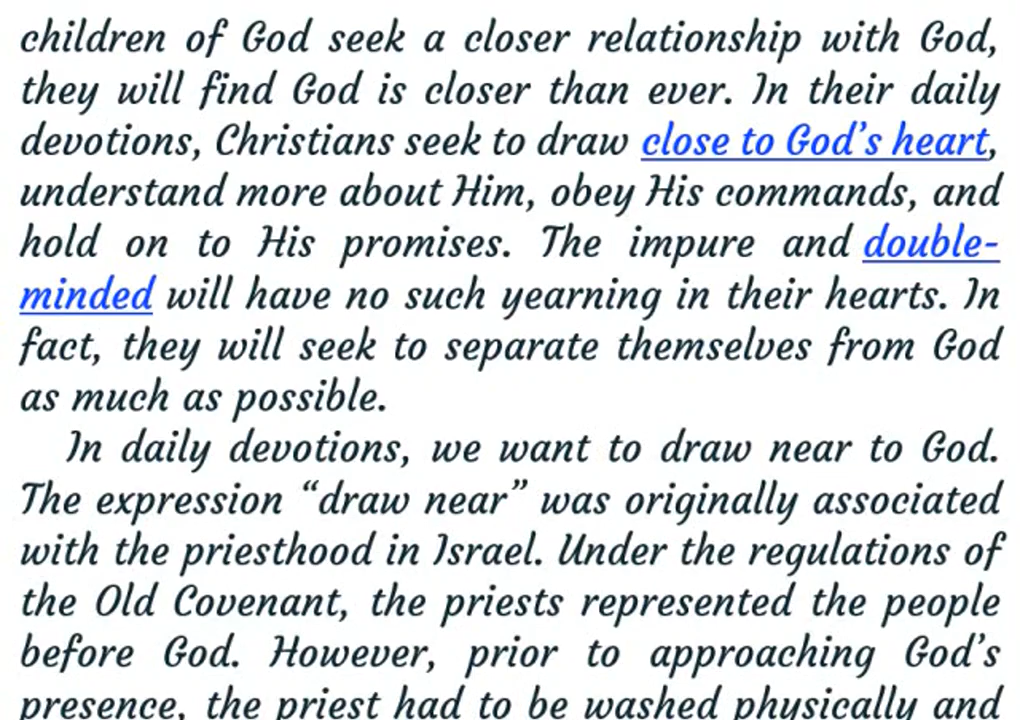 children of God seek a closer relationship with God,
they will find God is closer than ever. In their daily
devotions, Christians seek to draw close to God’s heart,
understand more about Him, obey His commands, and
hold on to His promises. The impure and double-
minded will have no such yearning in their hearts. In
fact, they will seek to separate themselves from God
as much as possible.
In daily devotions, we want to draw near to God.
The expression “draw near” was originally associated
with the priesthood in Israel. Under the regulations of
the Old Covenant, the priests represented the people
before God. However, prior to approaching God’s
presence, the priest had to be washed physically and